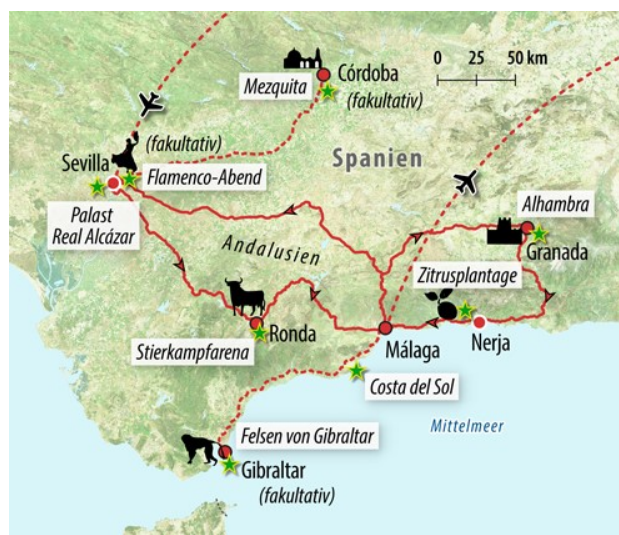 0 25 50 km
Córdoba
Mezquita
(fakultativ)
(fakultativ)
Spanien
Sevilla
Flamenco-Abend
Palast
Real Alcázar
Alhambra
Andalusien
Granada
Zitrusplantage
Ronda
Stierkampfarena
Málaga
Nerja
Costa del Sol
Mittelmeer
Felsen von Gibraltar
Gibraltar
(fakultativ)